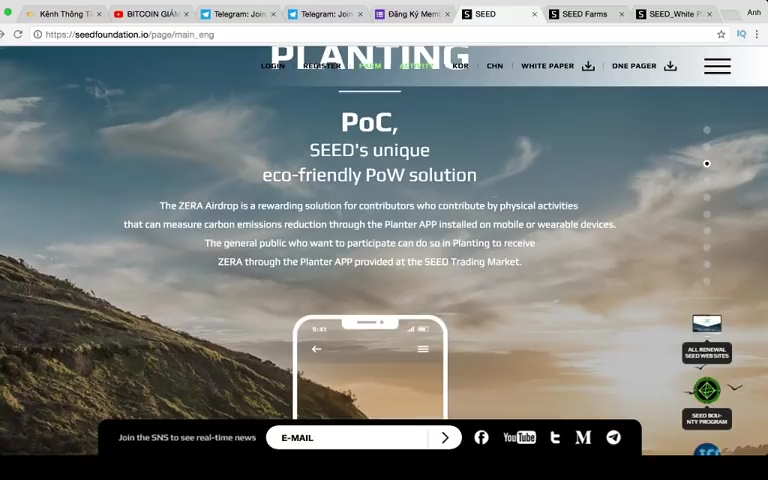 Kênh Thông Tá
BITCOIN GIẢM
Telegram: Join
Telegram: Join
Đăng Ký Mem
SEED
SEED Farms
SEED_White P
Anh
https://seedfoundation.io/page/main_eng
PLANTING
LOGIN
REGISTER
FARM
ACTIVITY
KOR
CHN
WHITE PAPER
ONE PAGER
PoC,
SEED's unique
eco-friendly PoW solution
The ZERA Airdrop is a rewarding solution for contributors who contribute by physical activities
that can measure carbon emissions reduction through the Planter APP installed on mobile or wearable devices.
The general public who want to participate can do so in Planting to receive
ZERA through the Planter APP provided at the SEED Trading Market.
9:41
ALL RENEWAL
SEED WEB SITES
SEED BOU-
NTY PROGRAM
Join the SNS to see real-time news
E-MAIL
YouTube